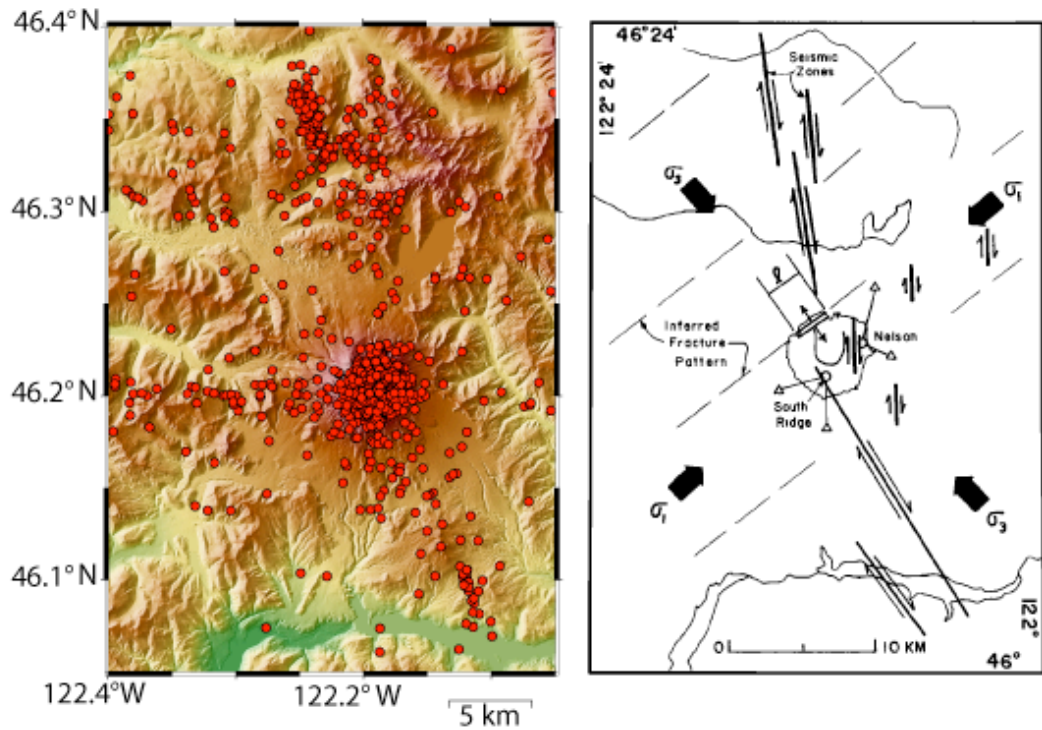 46.4° N
46.3°
46.2°
46.1°
122.4°W
122.2°W
5 km
46° 24'
122° 24'
Seismic
Zones
σ3
σ1
ℓ
Inferred
Fracture
Pattern
Nelson
South
Ridge
σ1
σ3
0
10 KM
122°
46°